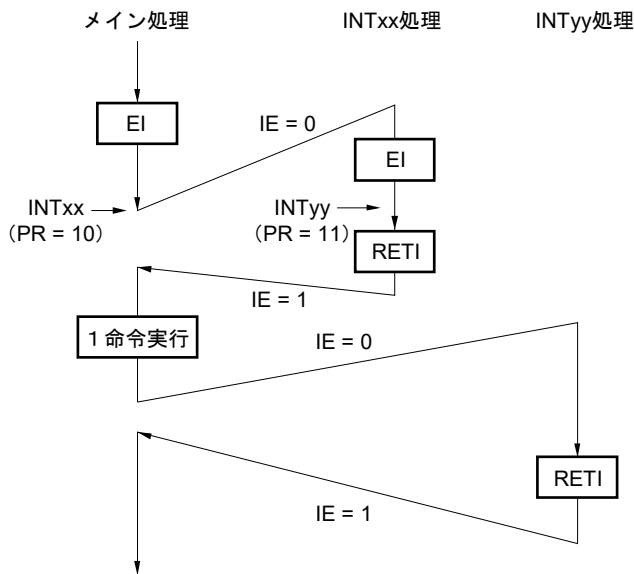 メイン処理
INTxx処理
INTyy処理
EI
IE = 0
EI
INTxx
(PR = 10)
INTyy
(PR = 11)
RETI
IE = 1
1命令実行
IE = 0
RETI
IE = 1